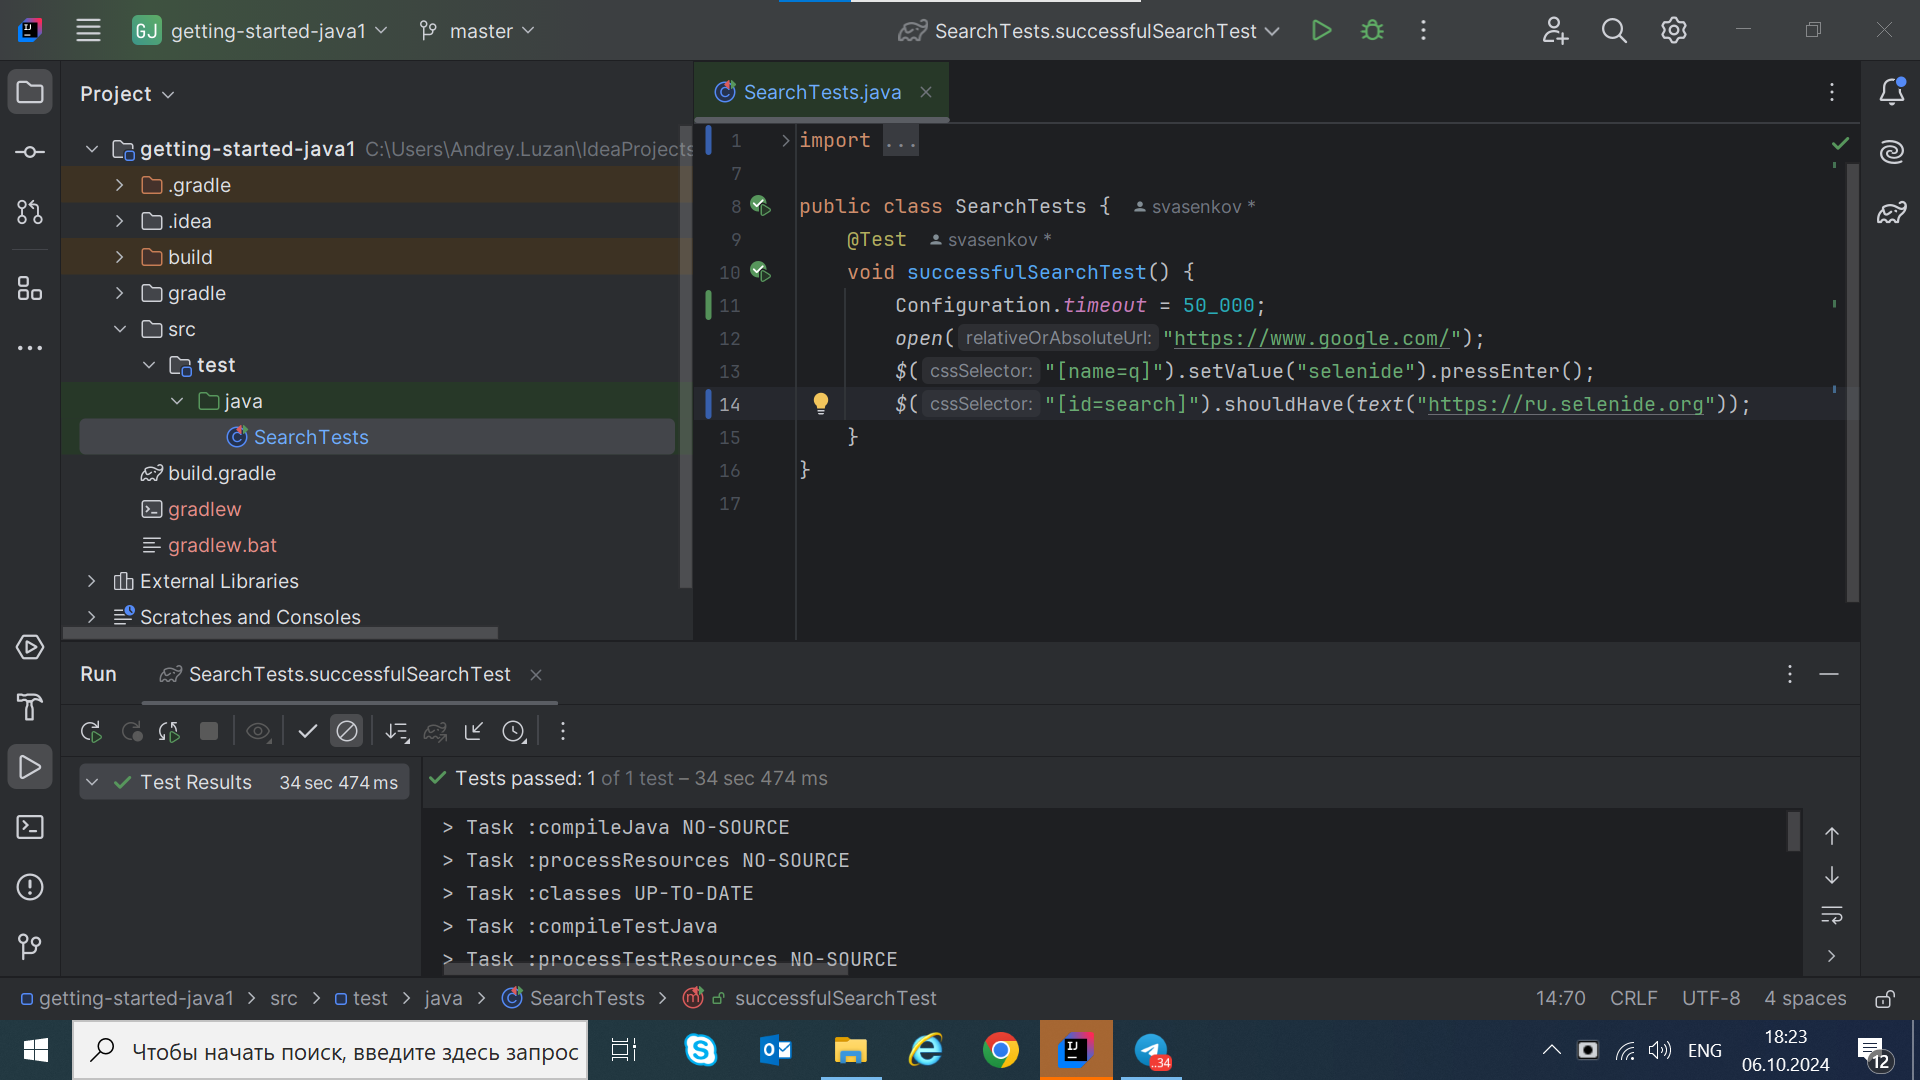 GJ getting-started-java1 master SearchTests.successfulSearchTest
Project
SearchTests.java
getting-started-java1 C:\Users\Andrey.Luzan\IdeaProjects
.gradle
.idea
build
gradle
src
test
java
SearchTests
build.gradle
gradlew
gradlew.bat
External Libraries
Scratches and Consoles
1 import ...
7
8 public class SearchTests { svasenkov *
9 @Test svasenkov *
10 void successfulSearchTest() {
11 Configuration.timeout = 50_000;
12 open( relativeOrAbsoluteUrl: "https://www.google.com/");
13 $( cssSelector: "[name=q]").setValue("selenide").pressEnter();
14 $( cssSelector: "[id=search]").shouldHave(text("https://ru.selenide.org"));
15 }
16 }
17
Run SearchTests.successfulSearchTest
Test Results 34 sec 474 ms
Tests passed: 1 of 1 test – 34 sec 474 ms
> Task :compileJava NO-SOURCE
> Task :processResources NO-SOURCE
> Task :classes UP-TO-DATE
> Task :compileTestJava
> Task :processTestResources NO-SOURCE
getting-started-java1 > src > test > java > SearchTests > successfulSearchTest
14:70 CRLF UTF-8 4 spaces
Чтобы начать поиск, введите здесь запрос
ENG
18:23
06.10.2024
12